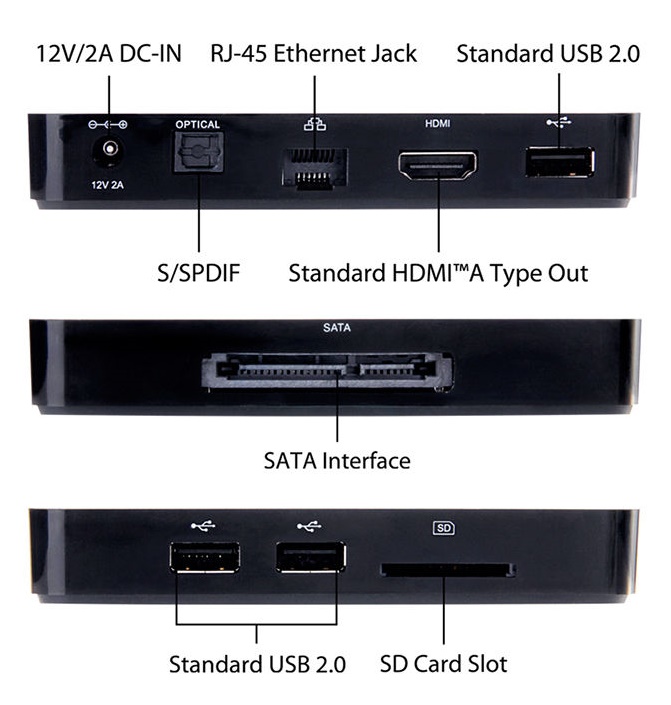 12V/2A DC-IN RJ-45 Ethernet Jack Standard USB 2.0
OPTICAL HDMI
12V 2A
S/SPDIF Standard HDMI™A Type Out
SATA
SATA Interface
SD
Standard USB 2.0 SD Card Slot